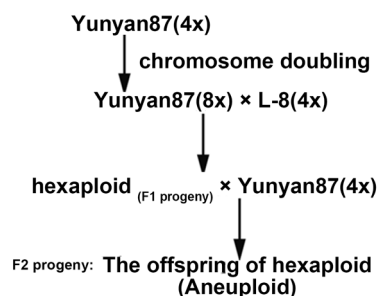 Yunyan87(4x)
chromosome doubling
Yunyan87(8x) × L-8(4x)
hexaploid (F1 progeny) × Yunyan87(4x)
F2 progeny: The offspring of hexaploid
(Aneuploid)